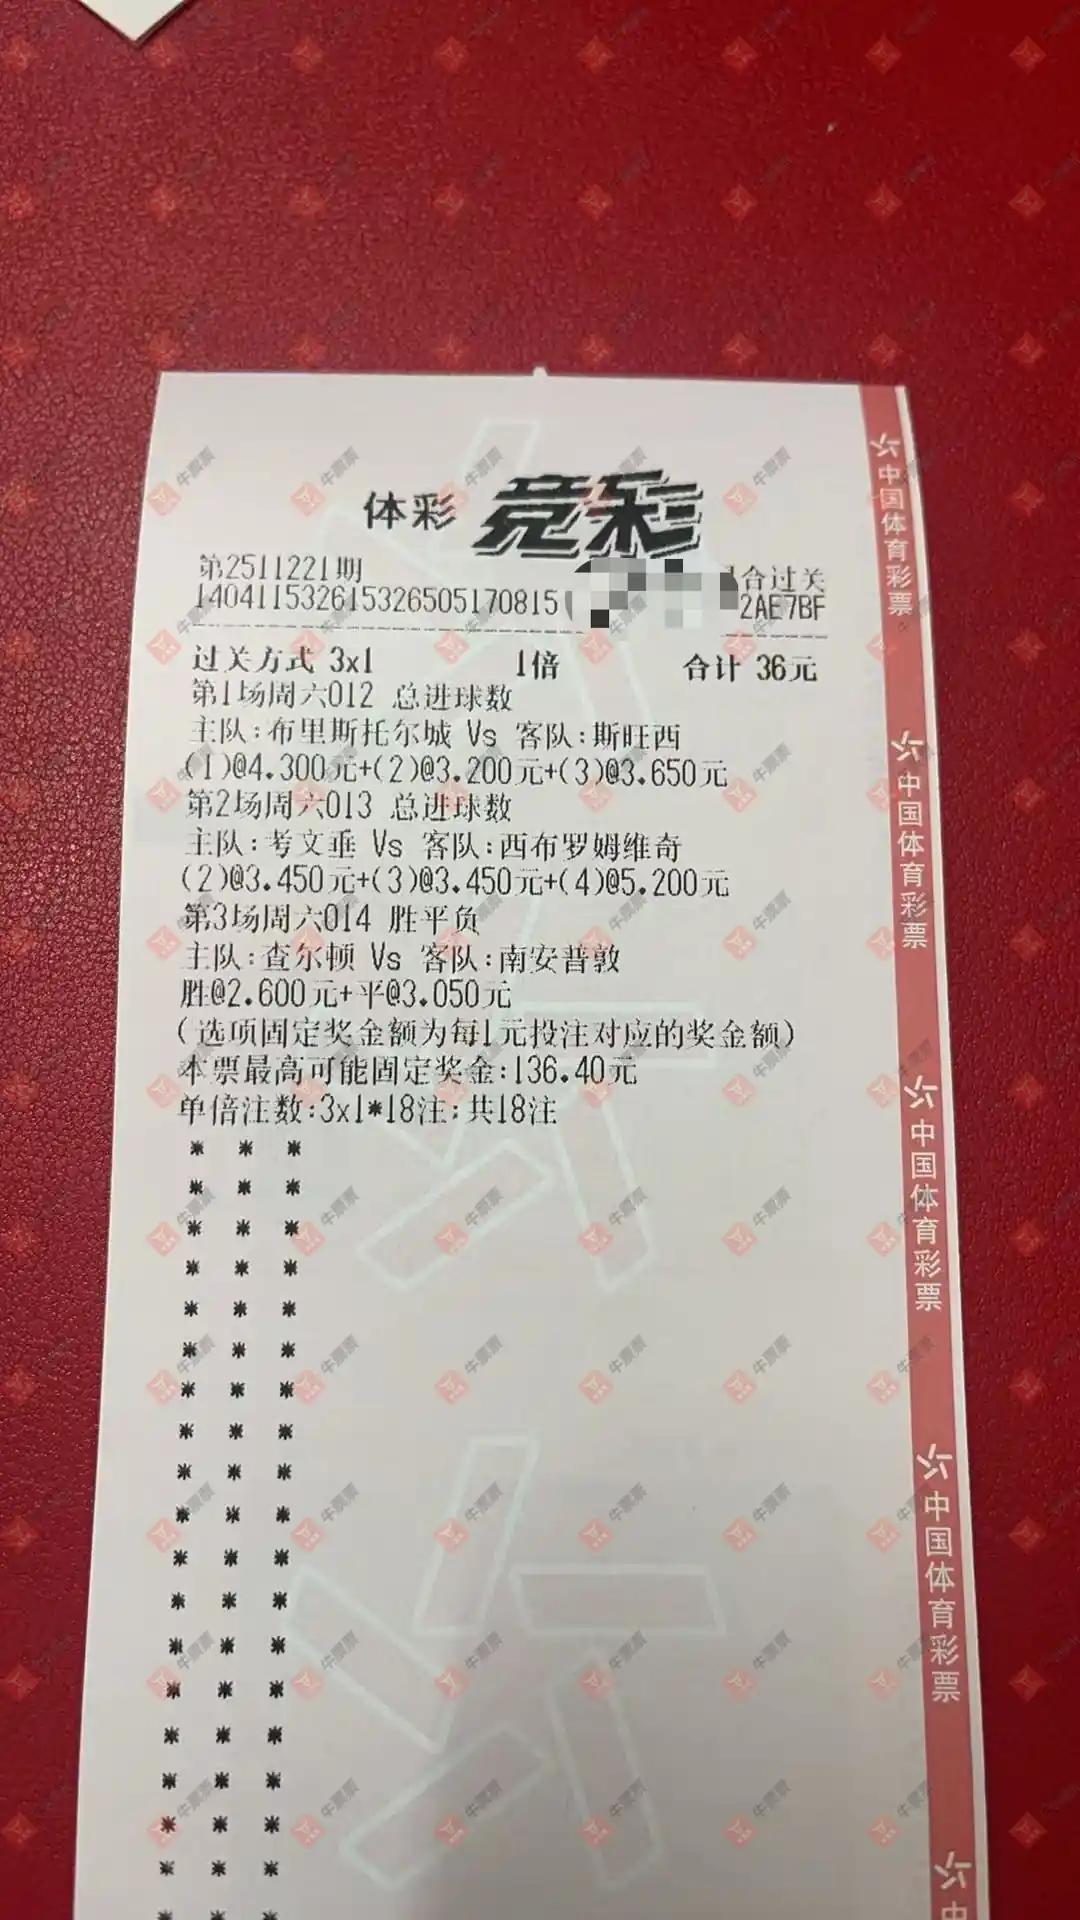 体彩 竞彩
第2511221期
合过关
140411532615326505170815
2AE7BF
过关方式 3x1 1倍 合计 36元
第1场周六012 总进球数
主队:布里斯托尔城 Vs 客队:斯旺西
(1)@4.300元+(2)@3.200元+(3)@3.650元
第2场周六013 总进球数
主队:考文垂 Vs 客队:西布罗姆维奇
(2)@3.450元+(3)@3.450元+(4)@5.200元
第3场周六014 胜平负
主队:查尔顿 Vs 客队:南安普敦
胜@2.600元+平@3.050元
(选项固定奖金额为每1元投注对应的奖金额)
本票最高可能固定奖金:136.40元
单倍注数:3x1*18注;共18注
中国体育彩票
中国体育彩票
中国体育彩票
中国体育彩票
中
牛票票